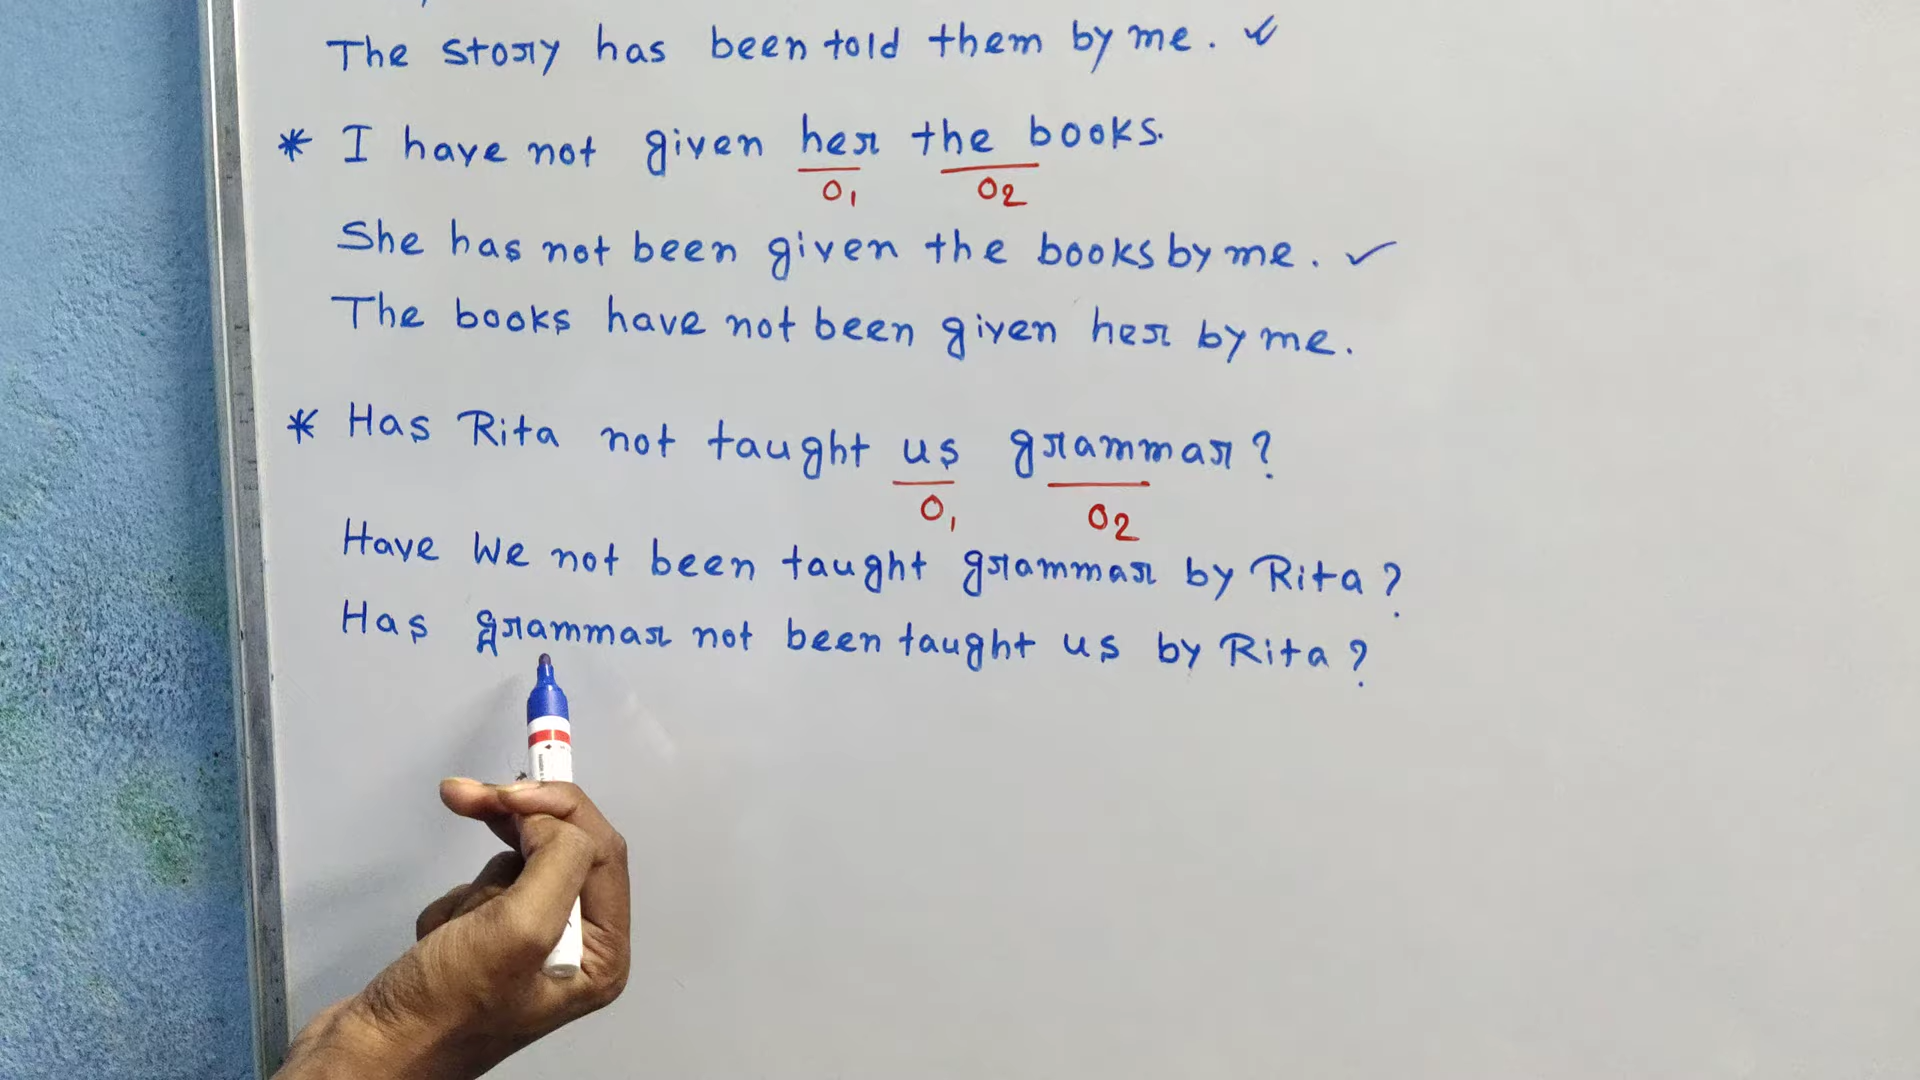 The story has been told them by me. ✓
* I have not given her the books.
O1 O2
She has not been given the books by me. ✓
The books have not been given her by me.
* Has Rita not taught us grammar?
O1 O2
Have We not been taught grammar by Rita?
Has grammar not been taught us by Rita?